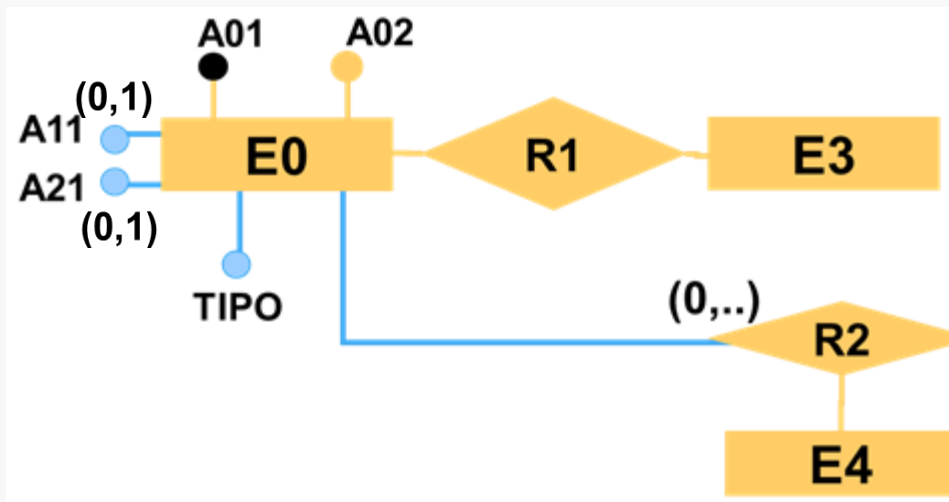 A01 A02
(0,1)
A11
E0 R1 E3
A21
(0,1)
TIPO
(0,..)
R2
E4